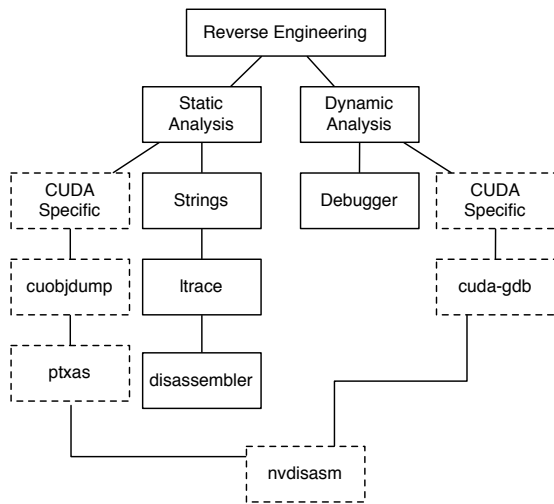 Reverse Engineering
Static
Analysis
Dynamic
Analysis
CUDA
Specific
Strings
Debugger
CUDA
Specific
cuobjdump
ltrace
cuda-gdb
ptxas
disassembler
nvdisasm